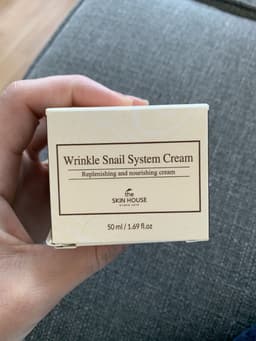 Wrinkle Snail System Cream
Replenishing and nourishing cream
the
SKIN HOUSE
50 ml / 1.69 fl.oz